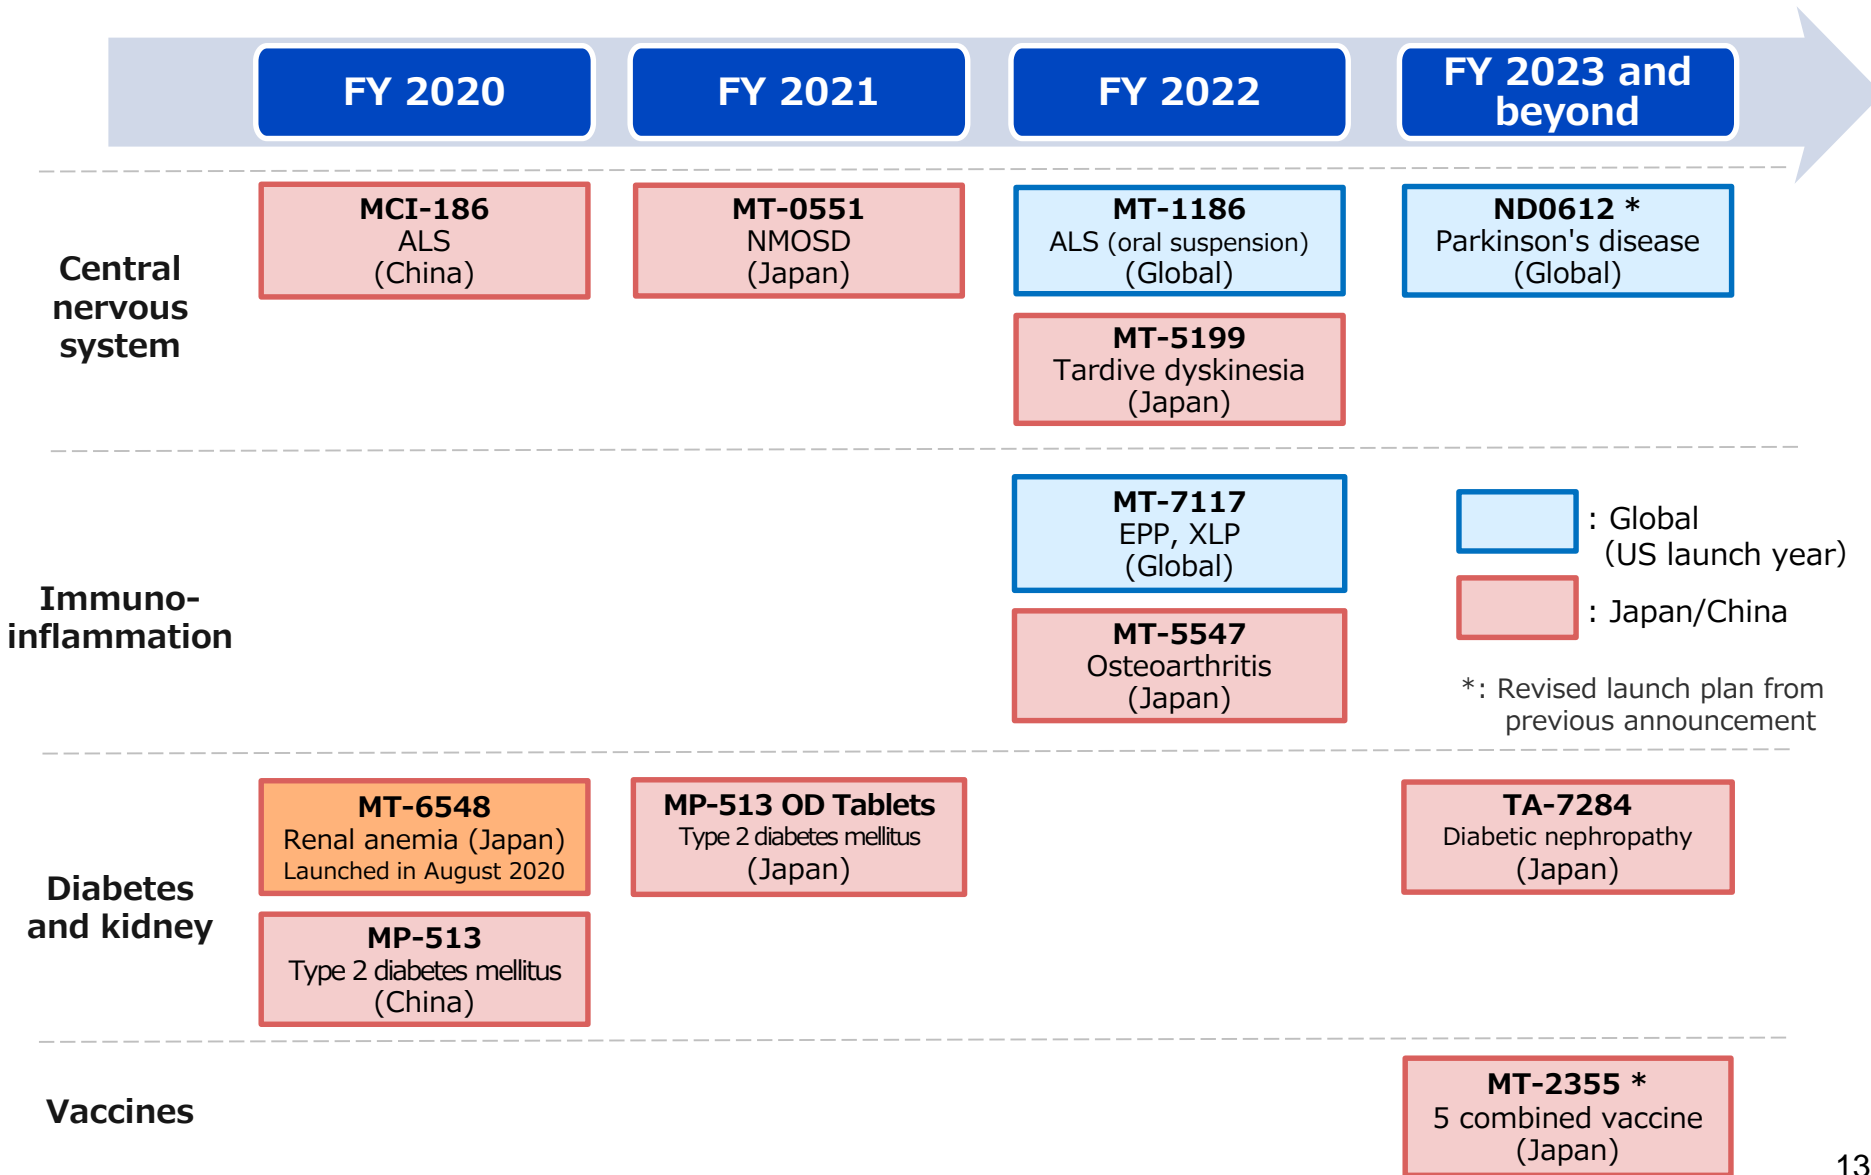 FY 2020
FY 2021
FY 2022
FY 2023 and
beyond
Central
nervous
system
MCI-186
ALS
(China)
MT-0551
NMOSD
(Japan)
MT-1186
ALS (oral suspension)
(Global)
MT-5199
Tardive dyskinesia
(Japan)
ND0612 *
Parkinson's disease
(Global)
Immuno-
inflammation
MT-7117
EPP, XLP
(Global)
MT-5547
Osteoarthritis
(Japan)
: Global
(US launch year)
: Japan/China
*: Revised launch plan from
previous announcement
Diabetes
and kidney
MT-6548
Renal anemia (Japan)
Launched in August 2020
MP-513
Type 2 diabetes mellitus
(China)
MP-513 OD Tablets
Type 2 diabetes mellitus
(Japan)
TA-7284
Diabetic nephropathy
(Japan)
Vaccines
MT-2355 *
5 combined vaccine
(Japan)
13